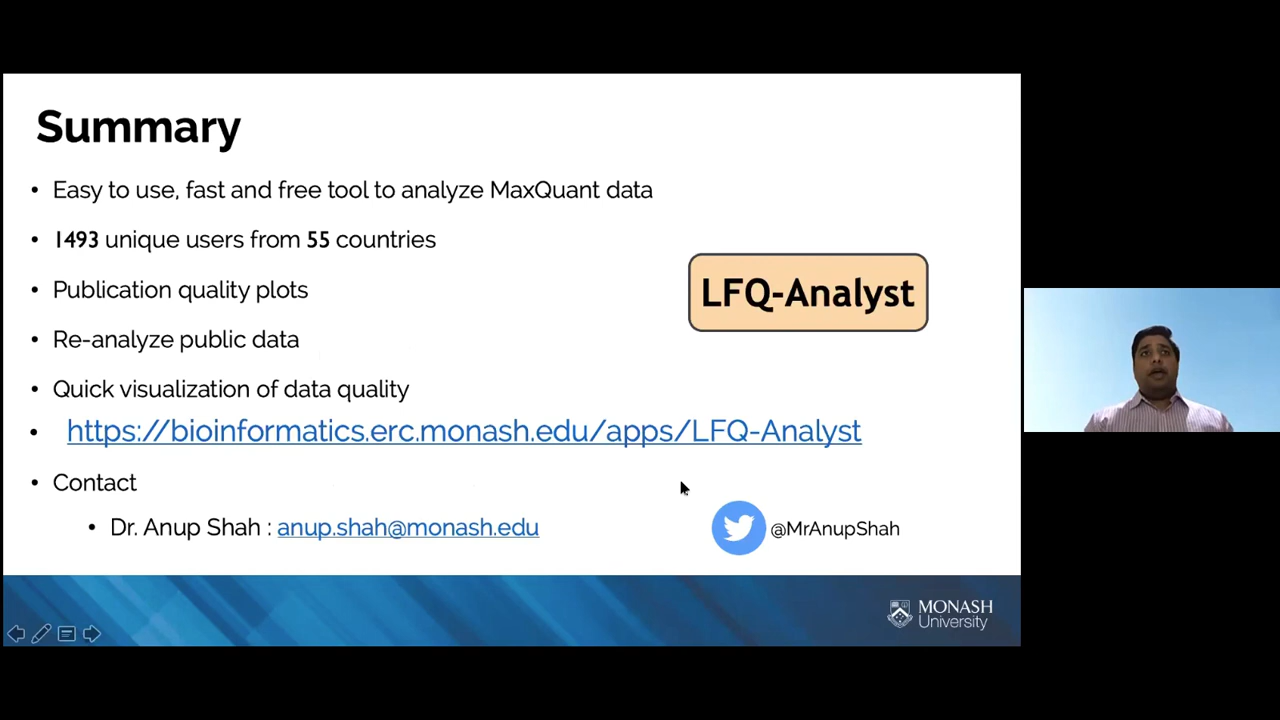 Summary
• Easy to use, fast and free tool to analyze MaxQuant data
• 1493 unique users from 55 countries
• Publication quality plots
• Re-analyze public data
• Quick visualization of data quality
• https://bioinformatics.erc.monash.edu/apps/LFQ-Analyst
• Contact
• Dr. Anup Shah : anup.shah@monash.edu
LFQ-Analyst
@MrAnupShah
MONASH
University